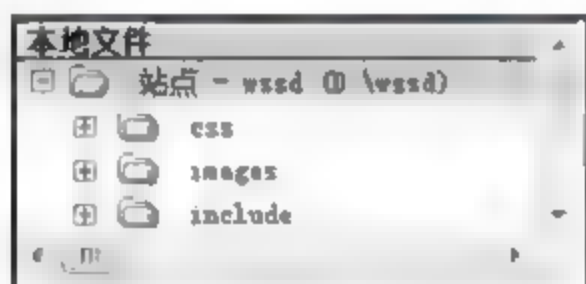 本地文件
站点 - wssd (D \wssd)
css
images
include